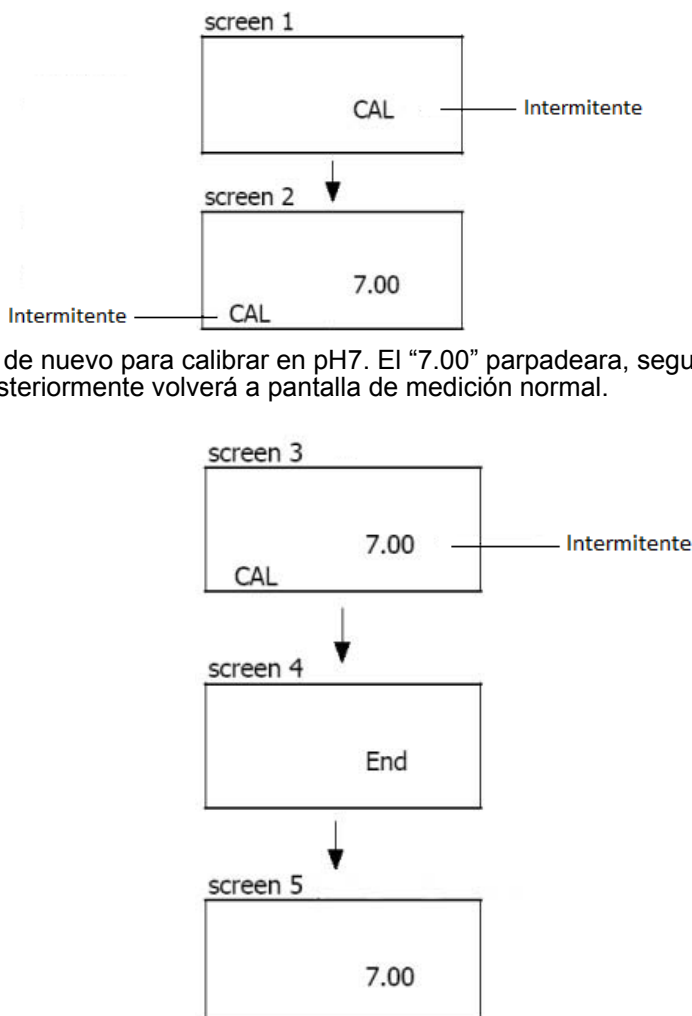 screen 1
CAL Intermitente
screen 2
7.00
Intermitente CAL
de nuevo para calibrar en pH7. El “7.00” parpadeara, segu
steriormente volverá a pantalla de medición normal.
screen 3
7.00 Intermitente
CAL
screen 4
End
screen 5
7.00